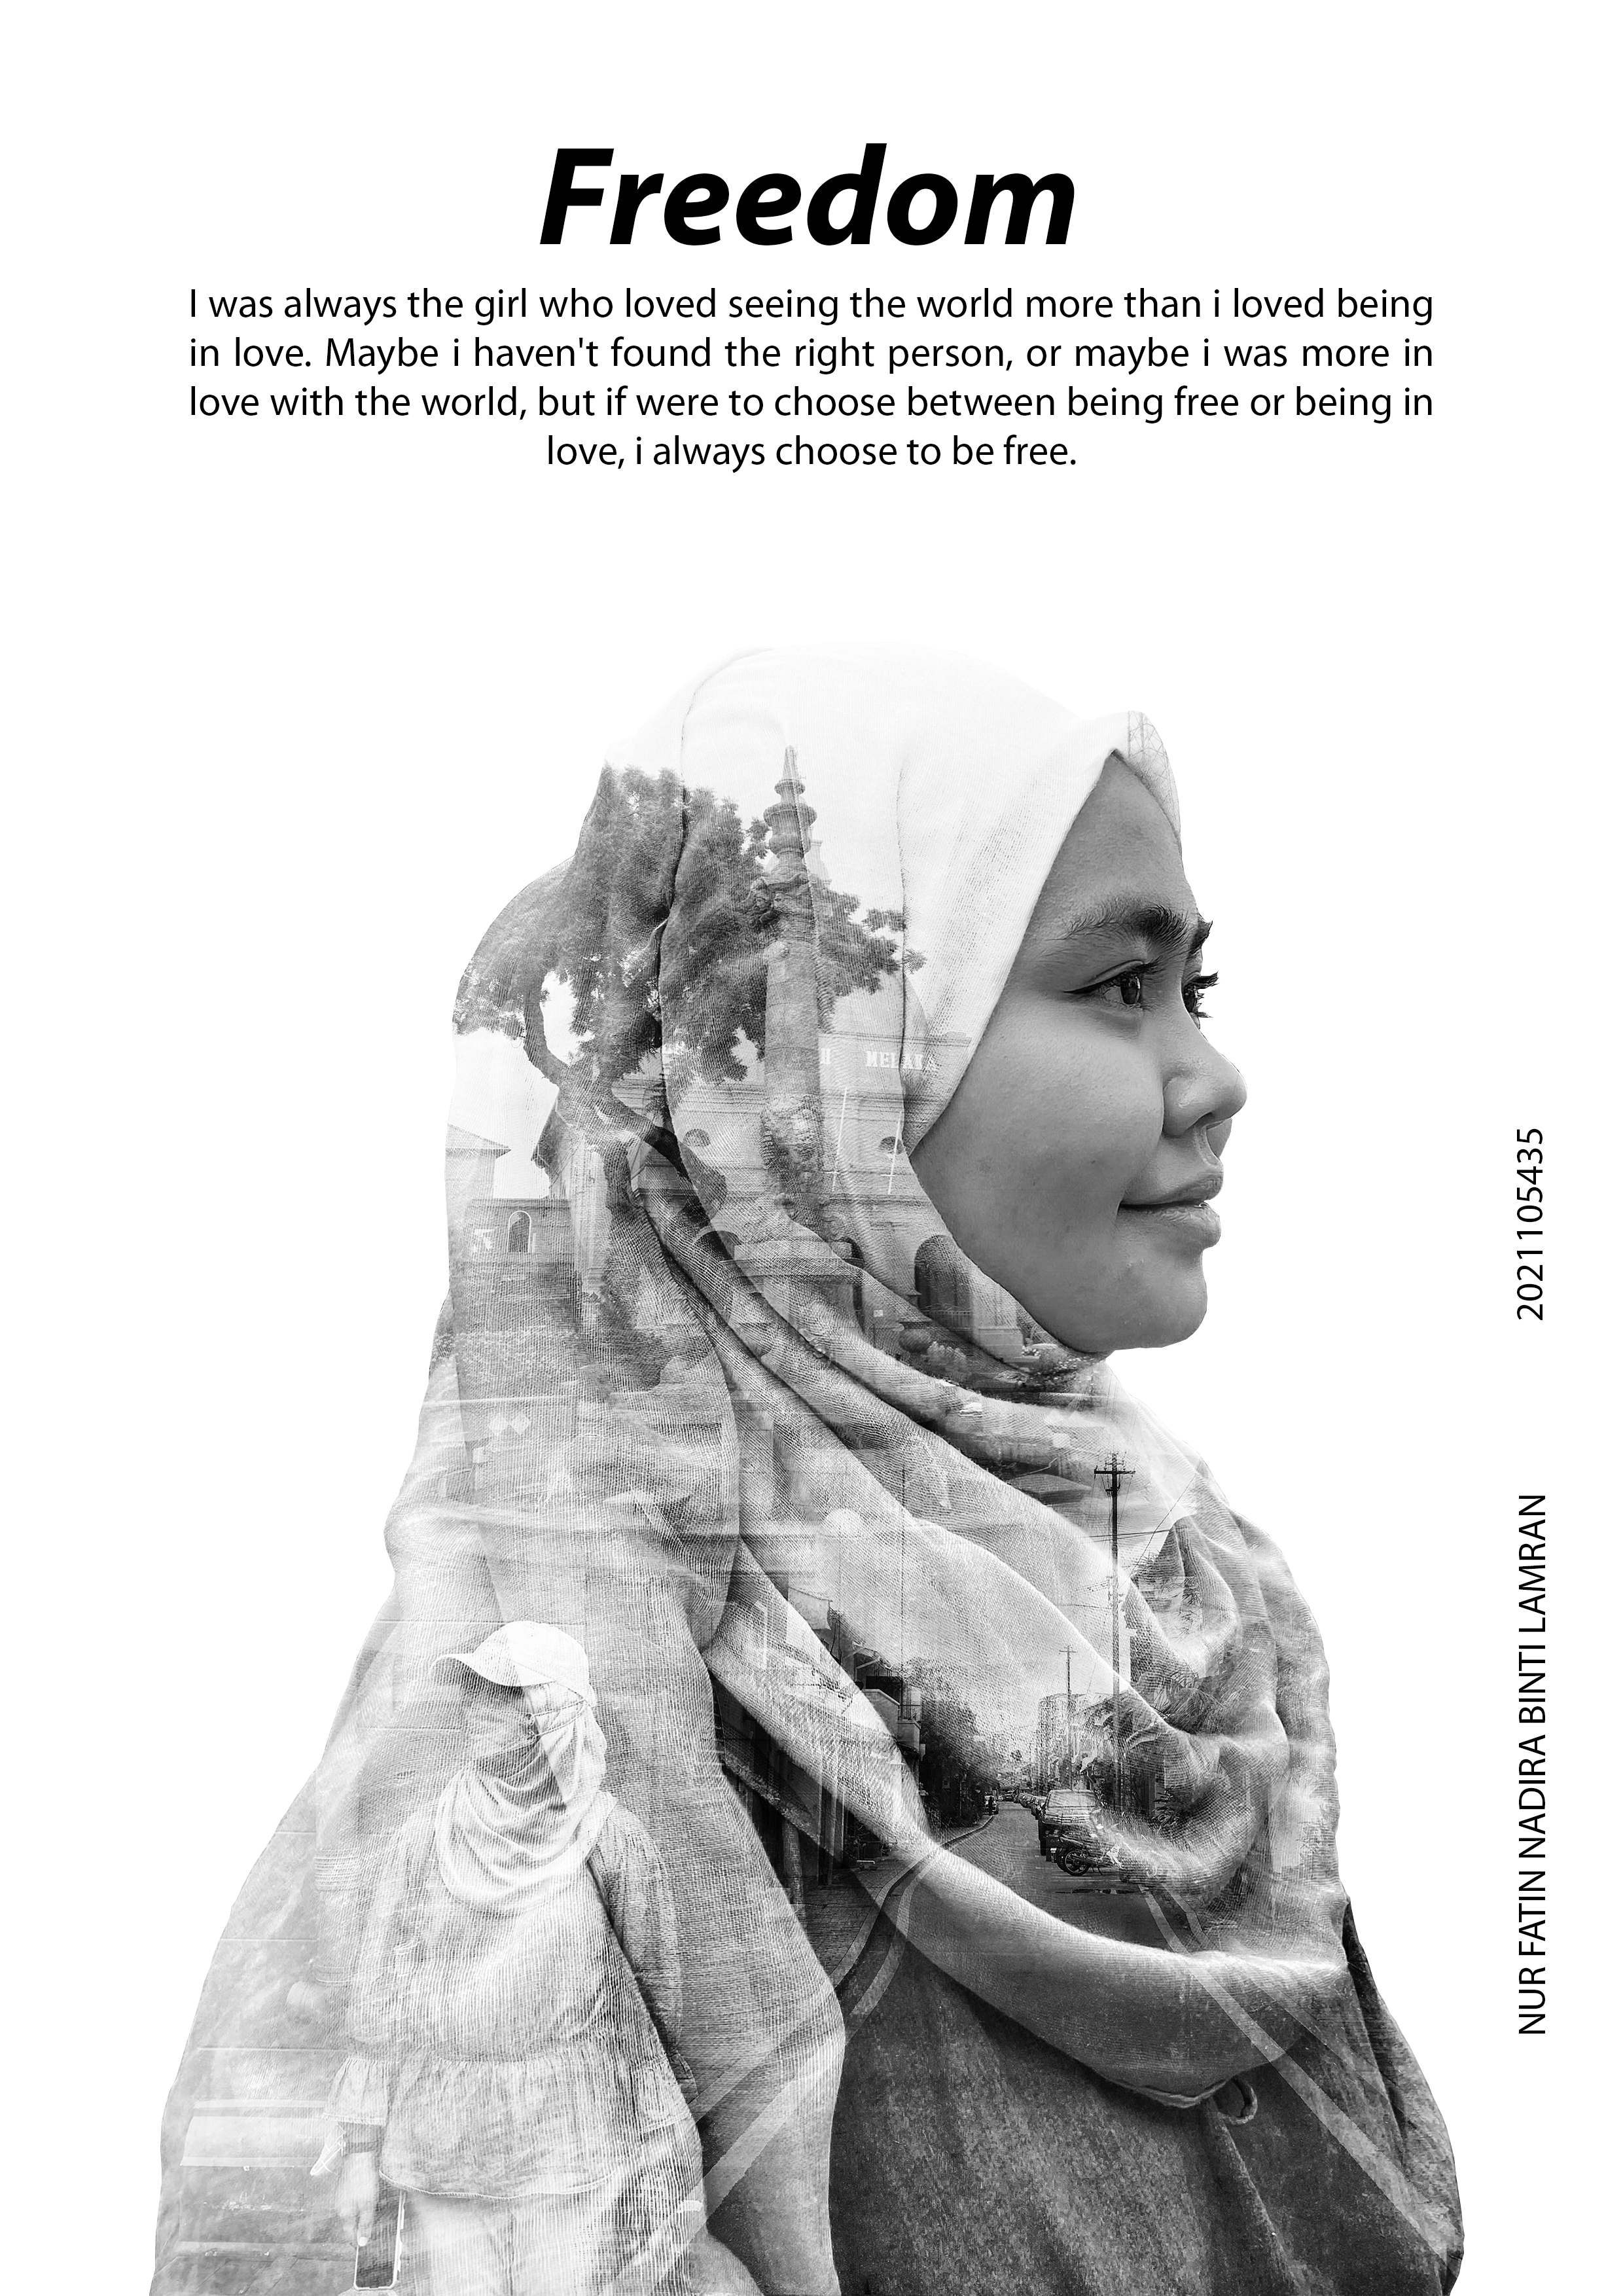 Freedom
I was always the girl who loved seeing the world more than i loved being
in love. Maybe i haven't found the right person, or maybe i was more in
love with the world, but if were to choose between being free or being in
love, i always choose to be free.
MELAKA
2021105435
NUR FATIN NADIRA BINTI LAMRAN